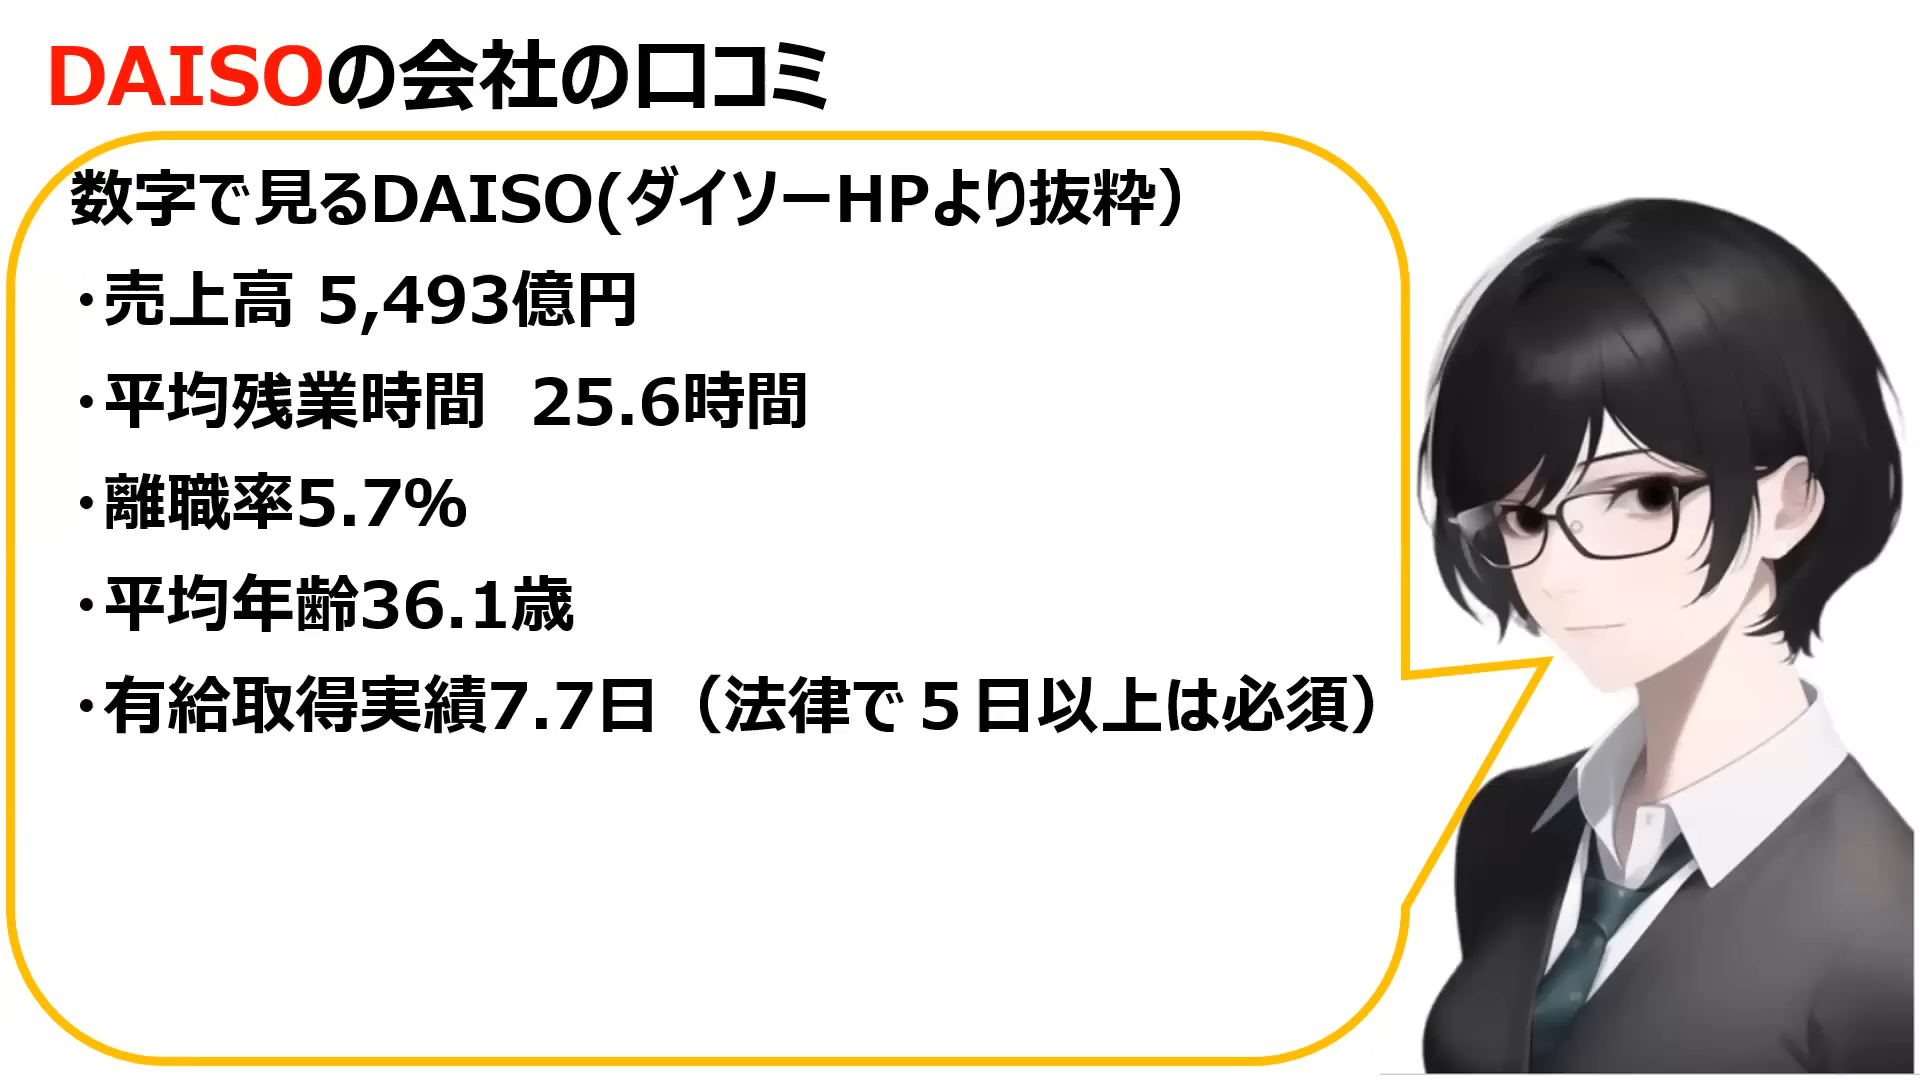 DAISOの会社の口コミ
数字で見るDAISO(ダイソーHPより抜粋）
・売上高 5,493億円
・平均残業時間　25.6時間
・離職率5.7%
・平均年齢36.1歳
・有給取得実績7.7日（法律で５日以上は必須）